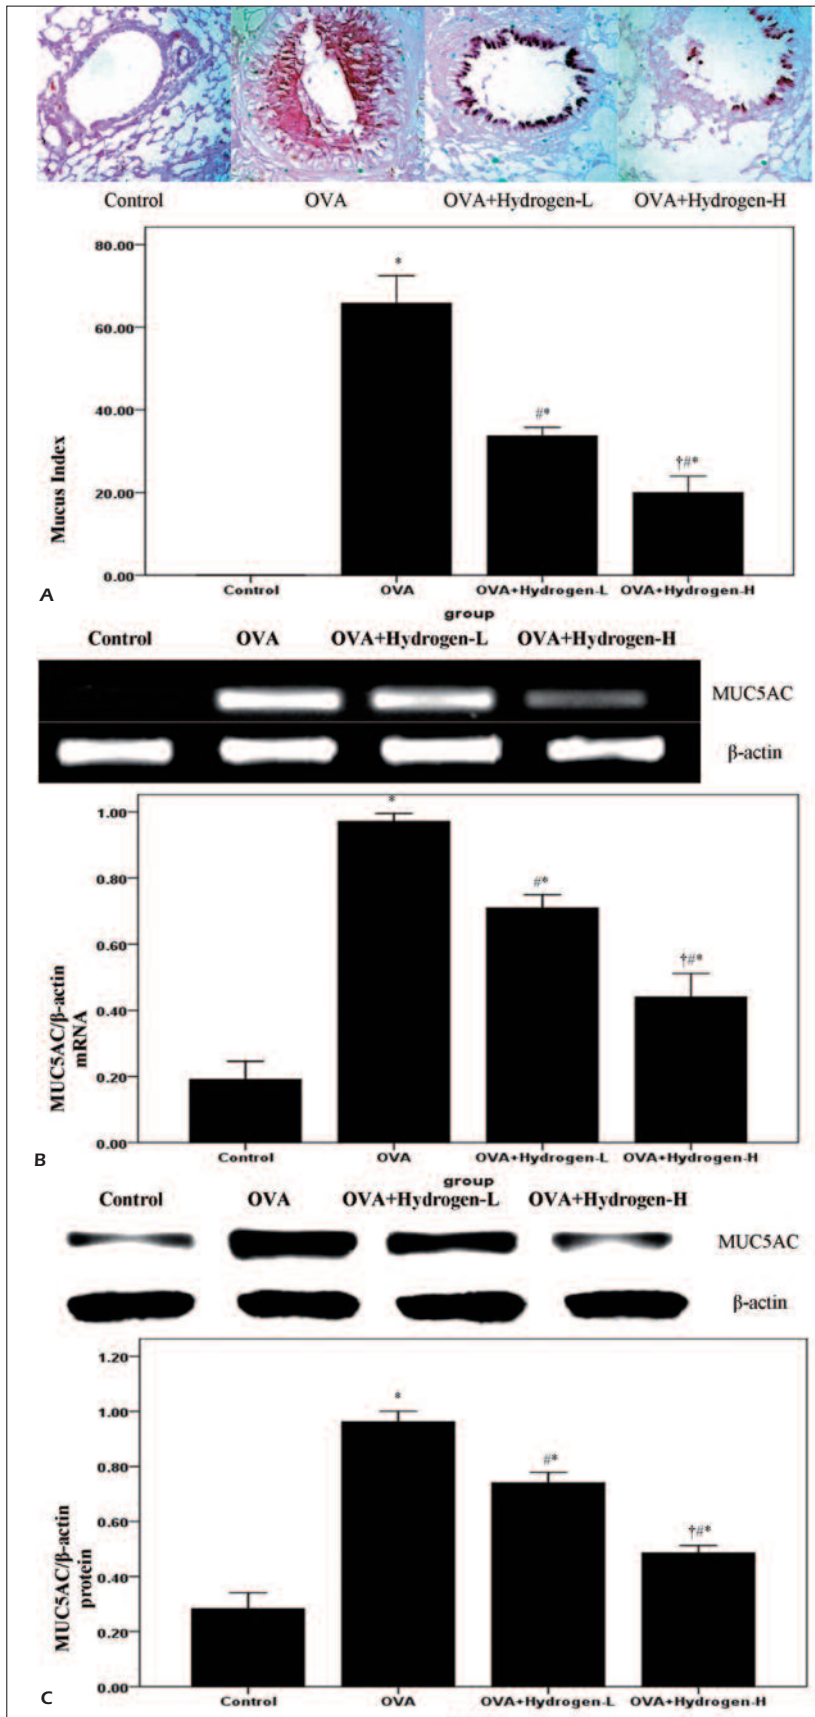 Control OVA OVA+Hydrogen-L OVA+Hydrogen-H
80.00
*
60.00
40.00
#*
†#*
20.00
0.00
Mucus Index
Control OVA OVA+Hydrogen-L OVA+Hydrogen-H
group
A
Control OVA OVA+Hydrogen-L OVA+Hydrogen-H
MUC5AC
β-actin
1.00
*
0.80
#*
0.60
†#*
0.40
0.20
0.00
MUC5AC/β-actin
mRNA
Control OVA OVA+Hydrogen-L OVA+Hydrogen-H
group
B
Control OVA OVA+Hydrogen-L OVA+Hydrogen-H
MUC5AC
β-actin
1.20
*
1.00
0.80
#*
0.60
†#*
0.40
0.20
0.00
MUC5AC/β-actin
protein
Control OVA OVA+Hydrogen-L OVA+Hydrogen-H
C